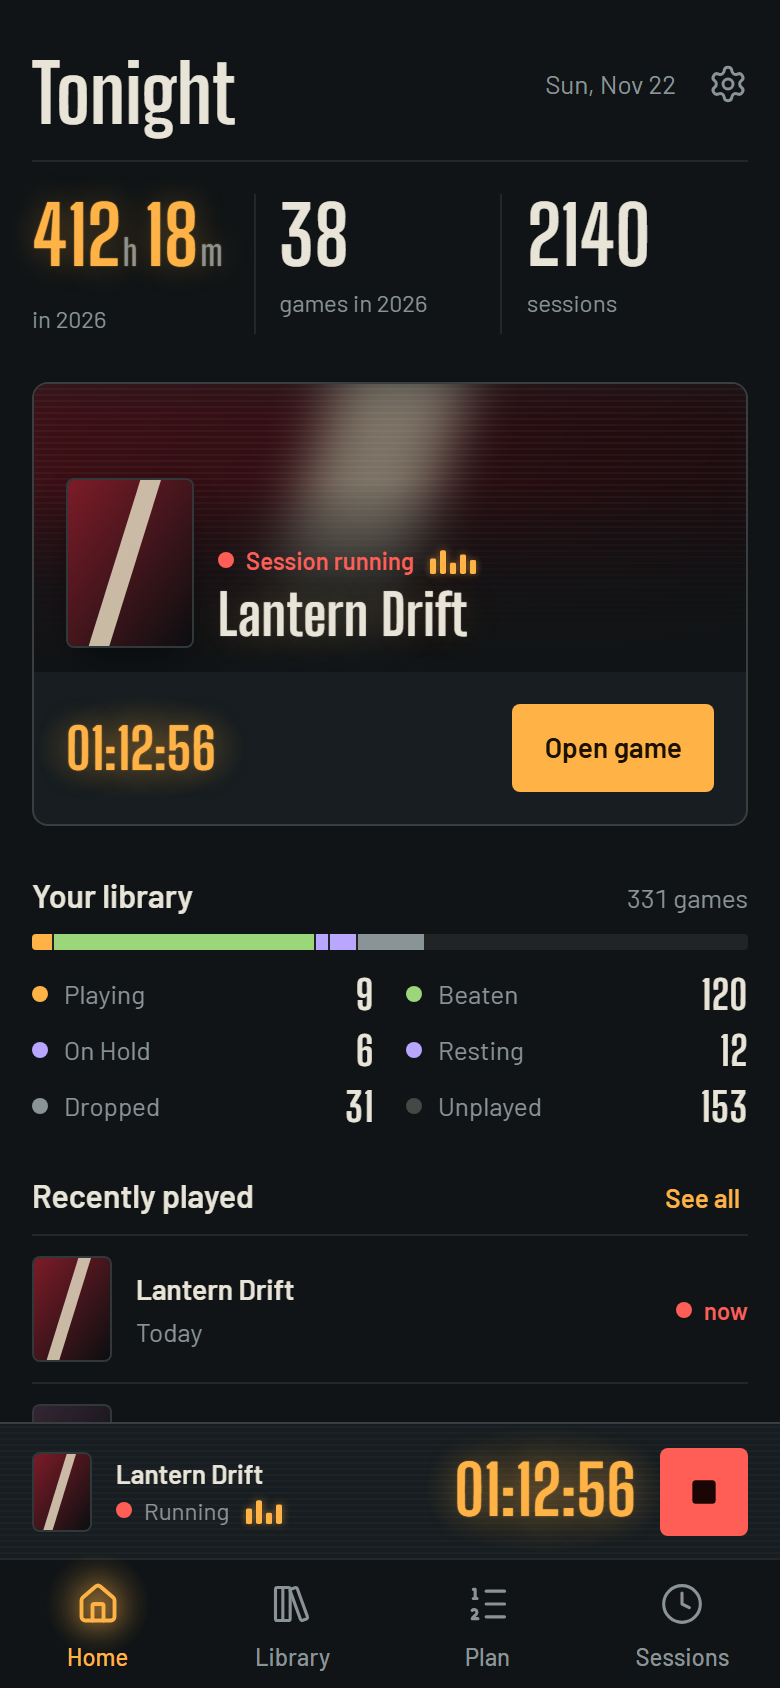 Tonight
Sun, Nov 22
412h 18m
in 2026
38
games in 2026
2140
sessions
Session running
Lantern Drift
01:12:56
Open game
Your library
331 games
Playing 9
Beaten 120
On Hold 6
Resting 12
Dropped 31
Unplayed 153
Recently played
See all
Lantern Drift
Today
now
Lantern Drift
Running
01:12:56
Home
Library
Plan
Sessions